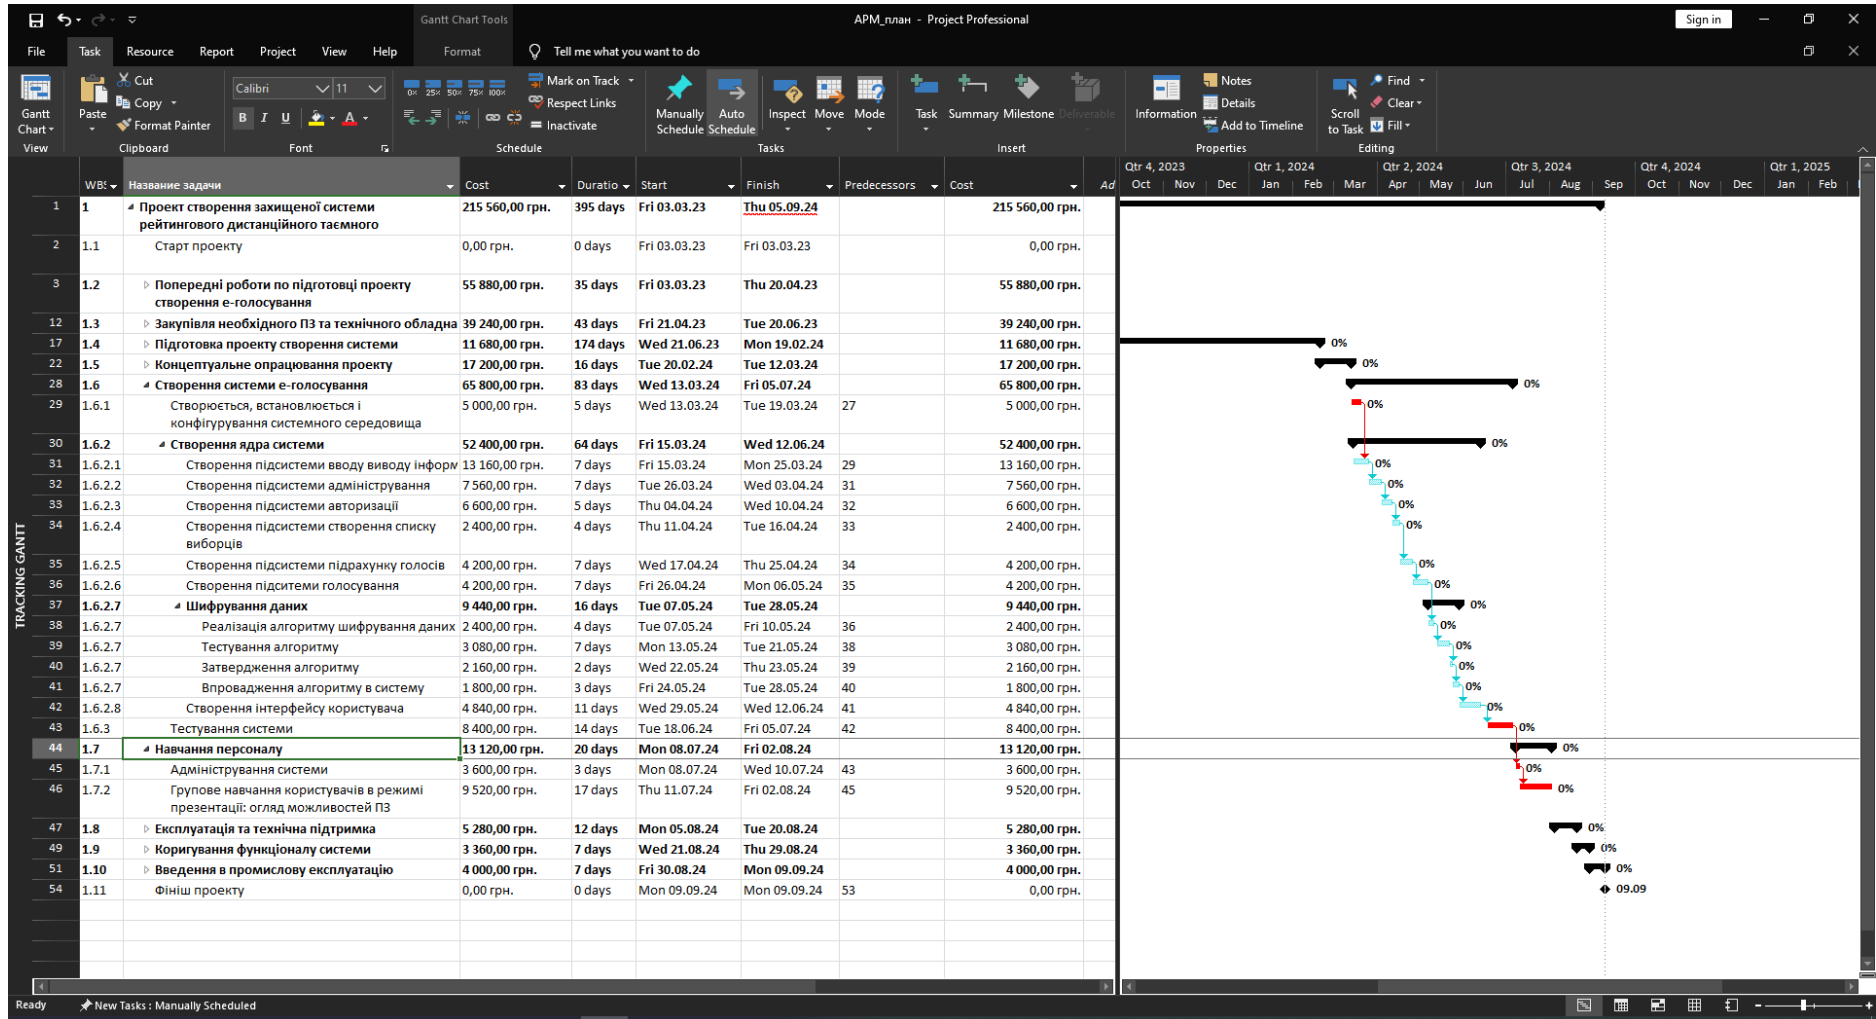 Gantt Chart Tools
АРМ_план - Project Professional
Sign in
File Task Resource Report Project View Help Format Tell me what you want to do
Gantt Chart
View
Paste
Cut
Copy
Format Painter
Clipboard
Calibri 11
B I U A
Font
0% 25% 50% 75% 100%
Mark on Track
Respect Links
Inactivate
Schedule
Manually Schedule
Auto Schedule
Inspect Move Mode
Tasks
Task Summary Milestone Deliverable
Insert
Information
Notes
Details
Add to Timeline
Properties
Scroll to Task
Find
Clear
Fill
Editing
WBS Название задачи Cost Duratio Start Finish Predecessors Cost Ad
Qtr 4, 2023 Qtr 1, 2024 Qtr 2, 2024 Qtr 3, 2024 Qtr 4, 2024 Qtr 1, 2025
Oct Nov Dec Jan Feb Mar Apr May Jun Jul Aug Sep Oct Nov Dec Jan Feb
TRACKING GANTT
1 1 Проект створення захищеної системи 215 560,00 грн. 395 days Fri 03.03.23 Thu 05.09.24 215 560,00 грн.
рейтингового дистанційного таємного
2 1.1 Старт проекту 0,00 грн. 0 days Fri 03.03.23 Fri 03.03.23 0,00 грн.
3 1.2 Попередні роботи по підготовці проекту 55 880,00 грн. 35 days Fri 03.03.23 Thu 20.04.23 55 880,00 грн.
створення е-голосування
12 1.3 Закупівля необхідного ПЗ та технічного обладна 39 240,00 грн. 43 days Fri 21.04.23 Tue 20.06.23 39 240,00 грн.
17 1.4 Підготовка проекту створення системи 11 680,00 грн. 174 days Wed 21.06.23 Mon 19.02.24 11 680,00 грн. 0%
22 1.5 Концептуальне опрацювання проекту 17 200,00 грн. 16 days Tue 20.02.24 Tue 12.03.24 17 200,00 грн. 0%
28 1.6 Створення системи е-голосування 65 800,00 грн. 83 days Wed 13.03.24 Fri 05.07.24 65 800,00 грн. 0%
29 1.6.1 Створюється, встановлюється і 5 000,00 грн. 5 days Wed 13.03.24 Tue 19.03.24 27 5 000,00 грн. 0%
конфігурування системного середовища
30 1.6.2 Створення ядра системи 52 400,00 грн. 64 days Fri 15.03.24 Wed 12.06.24 52 400,00 грн. 0%
31 1.6.2.1 Створення підсистеми вводу виводу інформ 13 160,00 грн. 7 days Fri 15.03.24 Mon 25.03.24 29 13 160,00 грн. 0%
32 1.6.2.2 Створення підсистеми адміністрування 7 560,00 грн. 7 days Tue 26.03.24 Wed 03.04.24 31 7 560,00 грн. 0%
33 1.6.2.3 Створення підсистеми авторизації 6 600,00 грн. 5 days Thu 04.04.24 Wed 10.04.24 32 6 600,00 грн. 0%
34 1.6.2.4 Створення підсистеми створення списку 2 400,00 грн. 4 days Thu 11.04.24 Tue 16.04.24 33 2 400,00 грн. 0%
виборців
35 1.6.2.5 Створення підсистеми підрахунку голосів 4 200,00 грн. 7 days Wed 17.04.24 Thu 25.04.24 34 4 200,00 грн. 0%
36 1.6.2.6 Створення підситеми голосування 4 200,00 грн. 7 days Fri 26.04.24 Mon 06.05.24 35 4 200,00 грн. 0%
37 1.6.2.7 Шифрування даних 9 440,00 грн. 16 days Tue 07.05.24 Tue 28.05.24 9 440,00 грн. 0%
38 1.6.2.7 Реалізація алгоритму шифрування даних 2 400,00 грн. 4 days Tue 07.05.24 Fri 10.05.24 36 2 400,00 грн. 0%
39 1.6.2.7 Тестування алгоритму 3 080,00 грн. 7 days Mon 13.05.24 Tue 21.05.24 38 3 080,00 грн. 0%
40 1.6.2.7 Затвердження алгоритму 2 160,00 грн. 2 days Wed 22.05.24 Thu 23.05.24 39 2 160,00 грн. 0%
41 1.6.2.7 Впровадження алгоритму в систему 1 800,00 грн. 3 days Fri 24.05.24 Tue 28.05.24 40 1 800,00 грн. 0%
42 1.6.2.8 Створення інтерфейсу користувача 4 840,00 грн. 11 days Wed 29.05.24 Wed 12.06.24 41 4 840,00 грн. 0%
43 1.6.3 Тестування системи 8 400,00 грн. 14 days Tue 18.06.24 Fri 05.07.24 42 8 400,00 грн. 0%
44 1.7 Навчання персоналу 13 120,00 грн. 20 days Mon 08.07.24 Fri 02.08.24 13 120,00 грн. 0%
45 1.7.1 Адміністрування системи 3 600,00 грн. 3 days Mon 08.07.24 Wed 10.07.24 43 3 600,00 грн. 0%
46 1.7.2 Групове навчання користувачів в режимі 9 520,00 грн. 17 days Thu 11.07.24 Fri 02.08.24 45 9 520,00 грн. 0%
презентації: огляд можливостей ПЗ
47 1.8 Експлуатація та технічна підтримка 5 280,00 грн. 12 days Mon 05.08.24 Tue 20.08.24 5 280,00 грн. 0%
49 1.9 Коригування функціоналу системи 3 360,00 грн. 7 days Wed 21.08.24 Thu 29.08.24 3 360,00 грн. 0%
51 1.10 Введення в промислову експлуатацію 4 000,00 грн. 7 days Fri 30.08.24 Mon 09.09.24 4 000,00 грн. 0%
54 1.11 Фініш проекту 0,00 грн. 0 days Mon 09.09.24 Mon 09.09.24 53 0,00 грн. 09.09
Ready New Tasks : Manually Scheduled